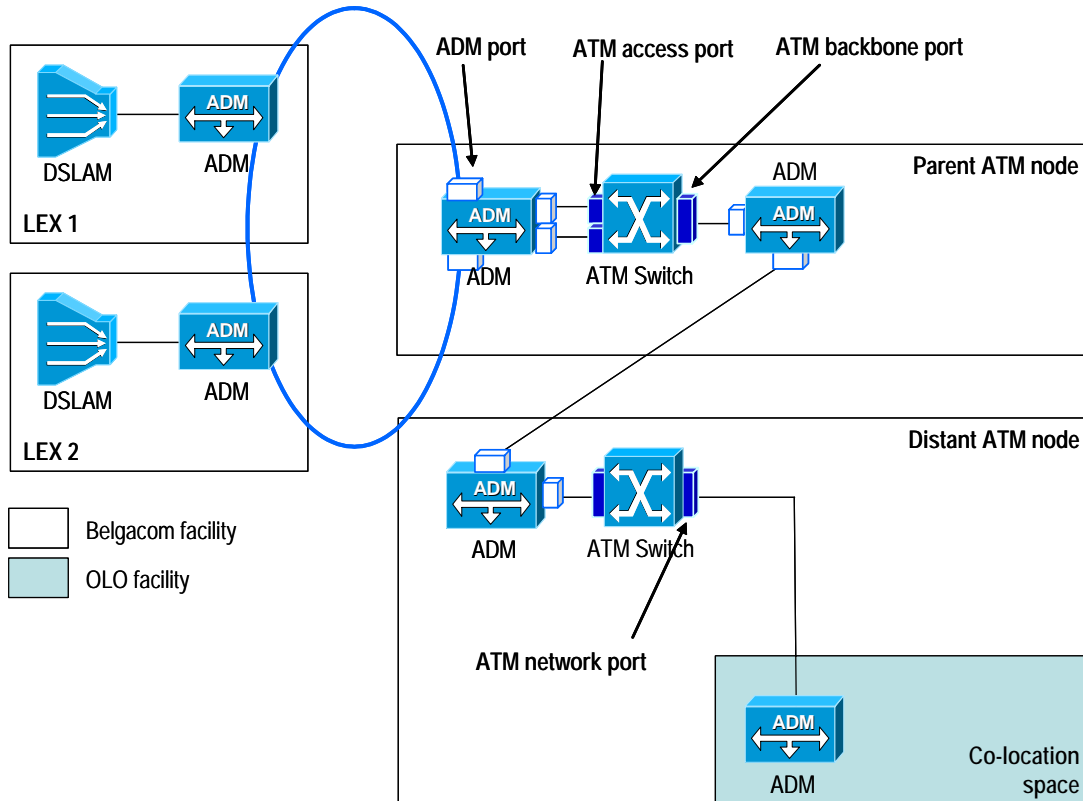 ADM port
ATM access port
ATM backbone port
ADM
DSLAM
ADM
LEX 1
Parent ATM node
ADM
ADM
ADM
ATM Switch
ADM
ADM
DSLAM
ADM
LEX 2
Distant ATM node
ADM
ADM
ATM Switch
Belgacom facility
OLO facility
ATM network port
ADM
ADM
Co-location
space